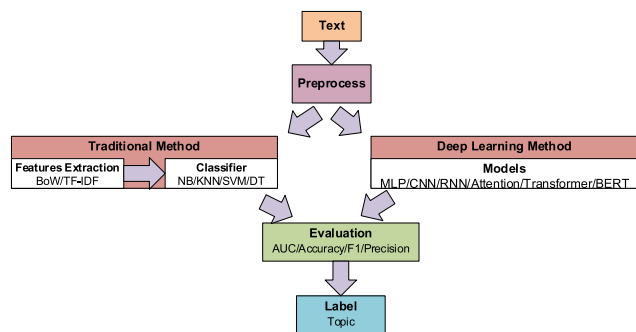 Text
Preprocess
Traditional Method
Features Extraction
BoW/TF-IDF
Classifier
NB/KNN/SVM/DT
Deep Learning Method
Models
MLP/CNN/RNN/Attention/Transformer/BERT
Evaluation
AUC/Accuracy/F1/Precision
Label
Topic